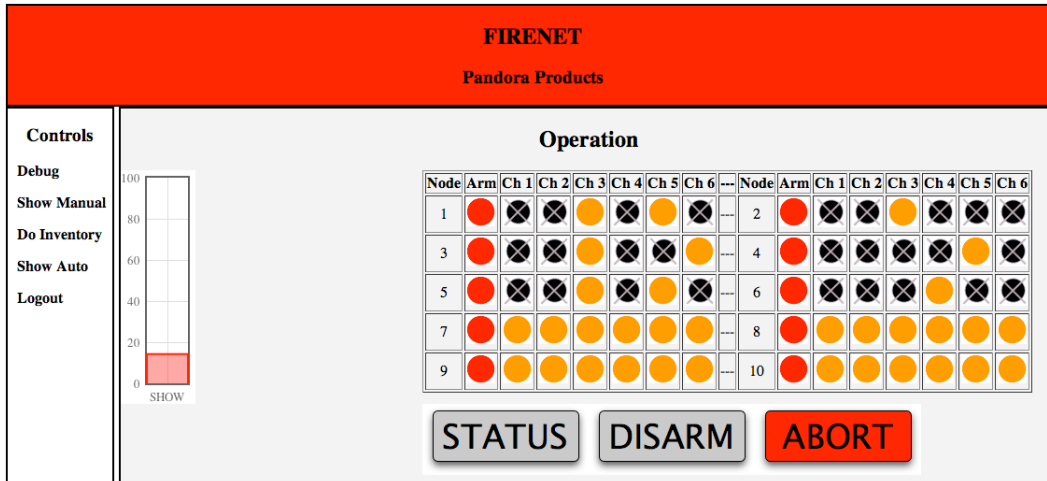 FIRENET
Pandora Products
Controls
Debug
Show Manual
Do Inventory
Show Auto
Logout
100
80
60
40
20
0
SHOW
Operation
Node Arm Ch 1 Ch 2 Ch 3 Ch 4 Ch 5 Ch 6 --- Node Arm Ch 1 Ch 2 Ch 3 Ch 4 Ch 5 Ch 6
1 --- 2
3 --- 4
5 --- 6
7 --- 8
9 --- 10
STATUS DISARM ABORT